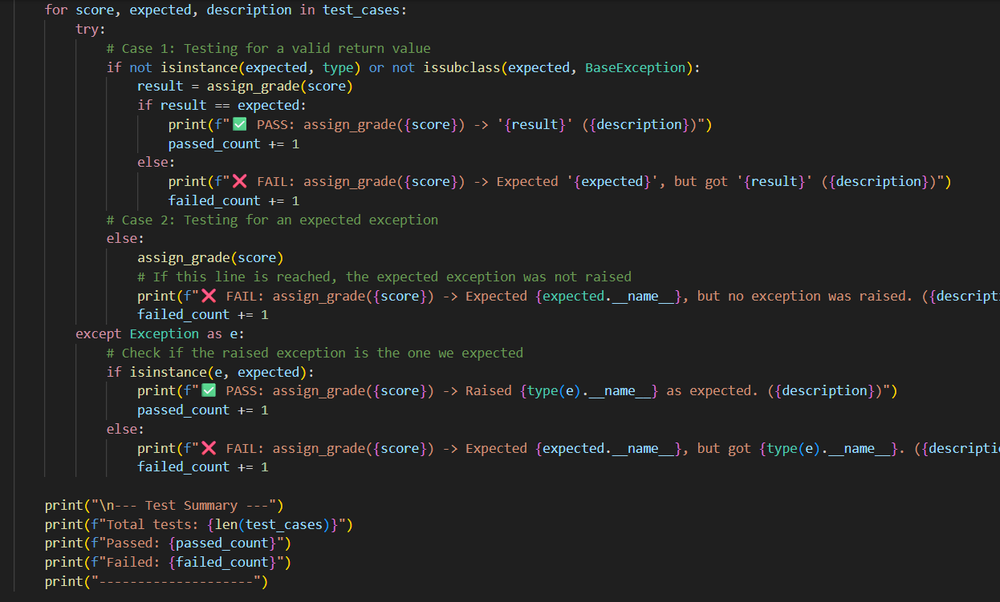 for score, expected, description in test_cases:
try:
# Case 1: Testing for a valid return value
if not isinstance(expected, type) or not issubclass(expected, BaseException):
result = assign_grade(score)
if result == expected:
print(f"✅ PASS: assign_grade({score}) -> '{result}' ({description})")
passed_count += 1
else:
print(f"❌ FAIL: assign_grade({score}) -> Expected '{expected}', but got '{result}' ({description})")
failed_count += 1
# Case 2: Testing for an expected exception
else:
assign_grade(score)
# If this line is reached, the expected exception was not raised
print(f"❌ FAIL: assign_grade({score}) -> Expected {expected.__name__}, but no exception was raised. ({descript
failed_count += 1
except Exception as e:
# Check if the raised exception is the one we expected
if isinstance(e, expected):
print(f"✅ PASS: assign_grade({score}) -> Raised {type(e).__name__} as expected. ({description})")
passed_count += 1
else:
print(f"❌ FAIL: assign_grade({score}) -> Expected {expected.__name__}, but got {type(e).__name__}. ({descriptio
failed_count += 1
print("\n--- Test Summary ---")
print(f"Total tests: {len(test_cases)}")
print(f"Passed: {passed_count}")
print(f"Failed: {failed_count}")
print("--------------------")